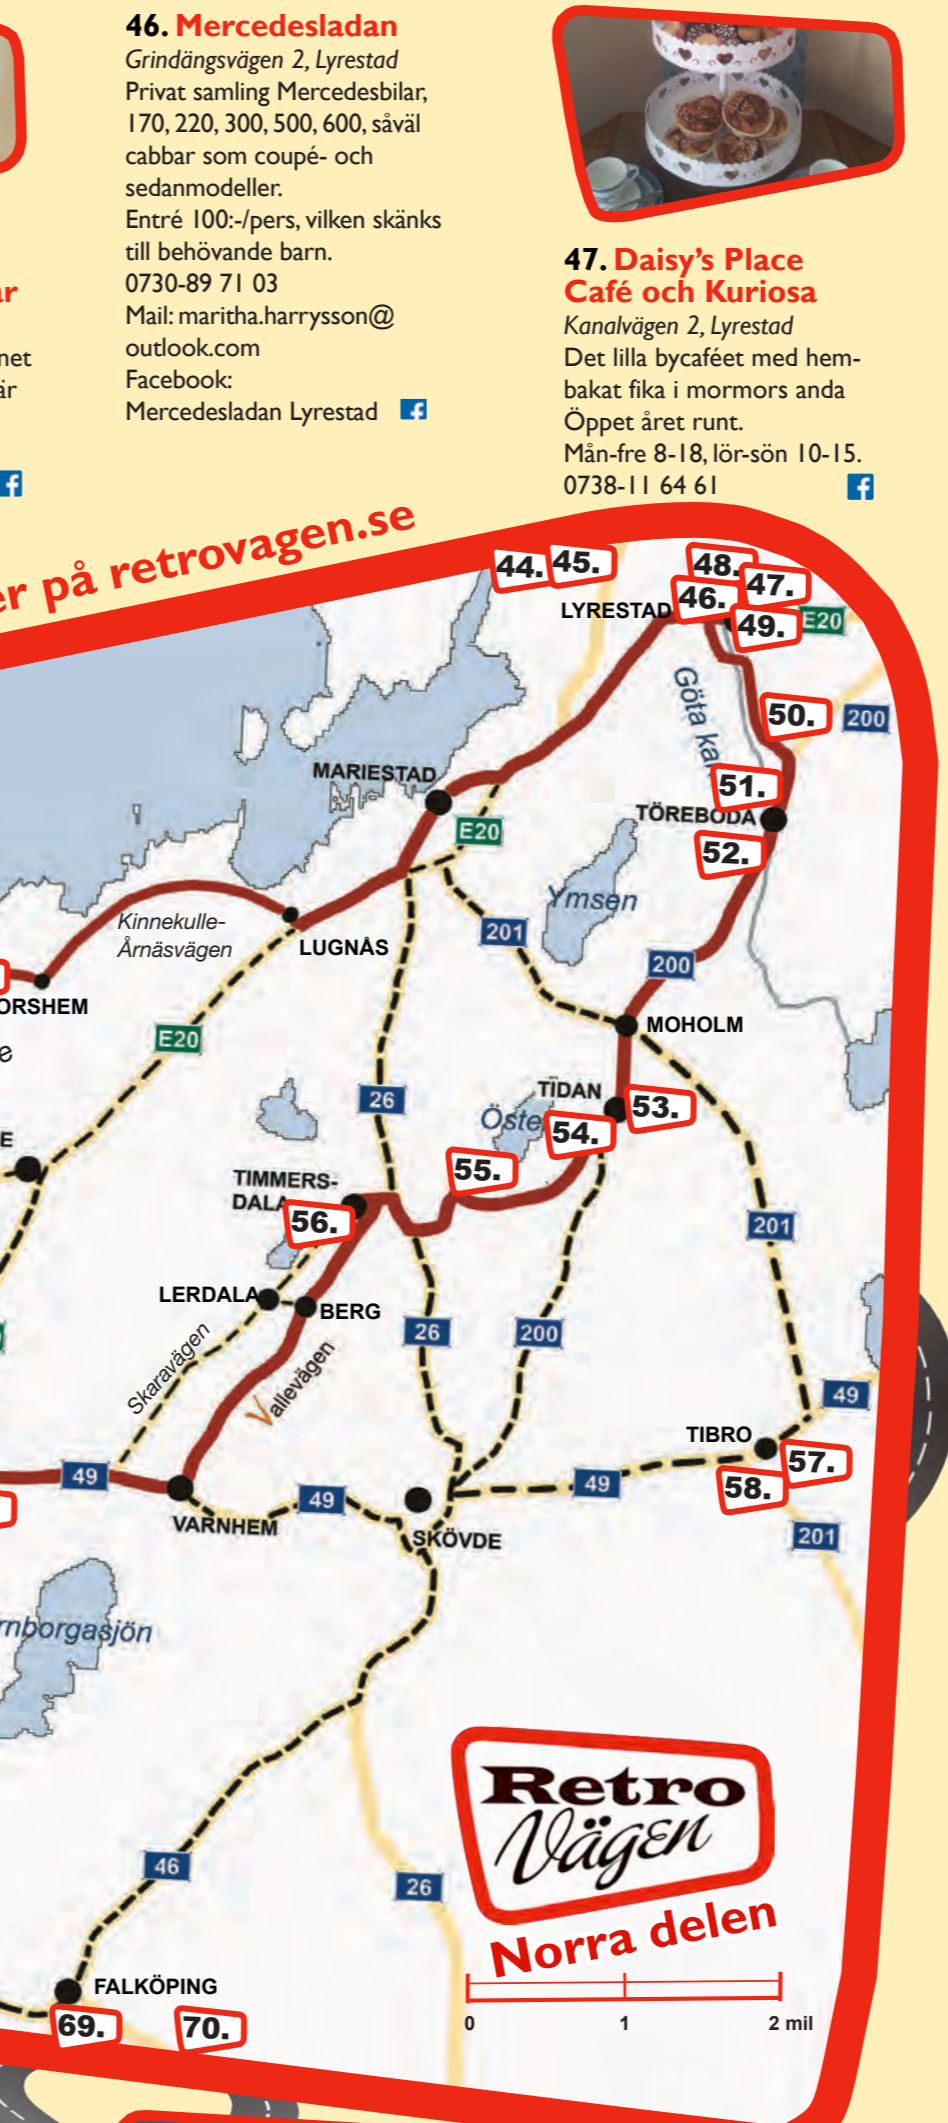 46. Mercedesladan
Grindängsvägen 2, Lyrestad
Privat samling Mercedesbilar,
170, 220, 300, 500, 600, såväl
cabbar som coupé- och
sedanmodeller.
Entré 100:-/pers, vilken skänks
till behövande barn.
0730-89 71 03
Mail: maritha.harrysson@
outlook.com
Facebook:
Mercedesladan Lyrestad
47. Daisy's Place
Café och Kuriosa
Kanalvägen 2, Lyrestad
Det lilla bycaféet med hem-
bakat fika i mormors anda
Öppet året runt.
Mån-fre 8-18, lör-sön 10-15.
0738-11 64 61
ar
net
är
er på retrovagen.se
44.
45.
48.
47.
LYRESTAD
46.
49.
E20
Göta ka
50.
200
MARIESTAD
51.
TÖREBODA
E20
52.
Ymsen
Kinnekulle-
Årnäsvägen
201
LUGNÅS
200
ORSHEM
MOHOLM
E20
e
26
TIDAN
53.
Öste
54.
E
55.
TIMMERS-
DALA
56.
201
LERDALA
BERG
26
200
Skaravägen
Vallevägen
49
TIBRO
57.
49
49
58.
49
VARNHEM
SKÖVDE
201
rnborgasjön
Retro
Vägen
46
26
Norra delen
FALKÖPING
69.
70.
0 1 2 mil